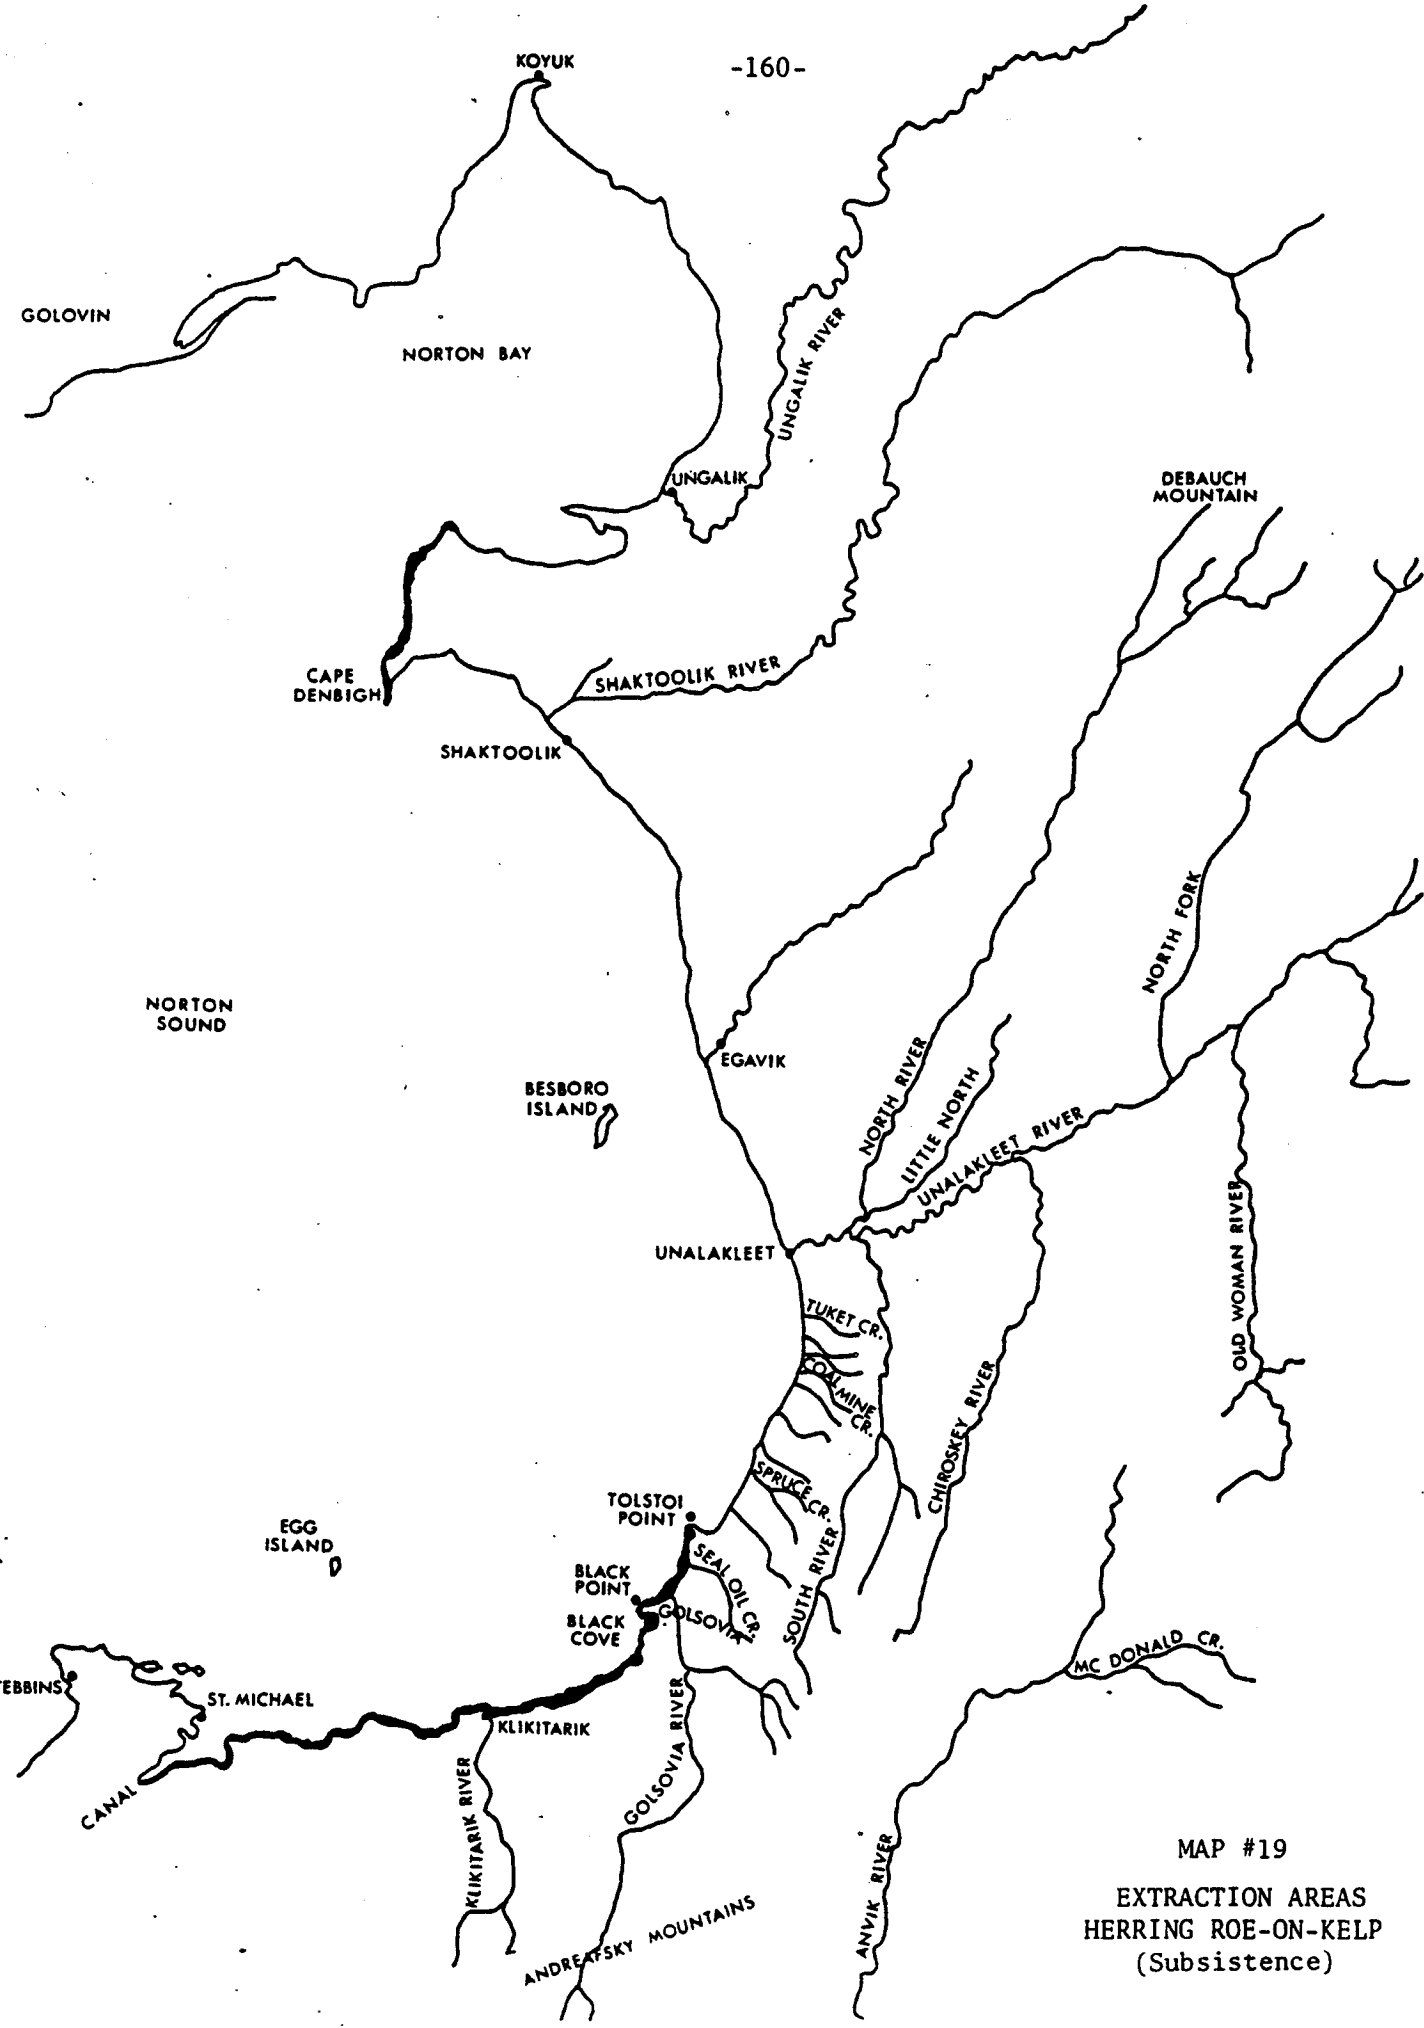 -160-
KOYUK
GOLOVIN
NORTON BAY
UNGALIK RIVER
UNGALIK
DEBAUCH
MOUNTAIN
CAPE
DENBIGH
SHAKTOOLIK RIVER
SHAKTOOLIK
NORTH FORK
NORTON
SOUND
EGAVIK
BESBORO
ISLAND
NORTH RIVER
LITTLE NORTH
UNALAKLEET RIVER
OLD WOMAN RIVER
UNALAKLEET
TUKET CR.
COAL MINE
CR.
CHIROSKEY RIVER
SPRUCE CR.
TOLSTOI
POINT
EGG
ISLAND
SEAL OIL CR.
SOUTH RIVER
BLACK
POINT
GOLSOVIA
BLACK
COVE
MC DONALD CR.
TEBBINS
ST. MICHAEL
KLIKITARIK
CANAL
KLIKITARIK RIVER
GOLSOVIA RIVER
ANVIK RIVER
ANDREAFSKY MOUNTAINS
MAP #19
EXTRACTION AREAS
HERRING ROE-ON-KELP
(Subsistence)